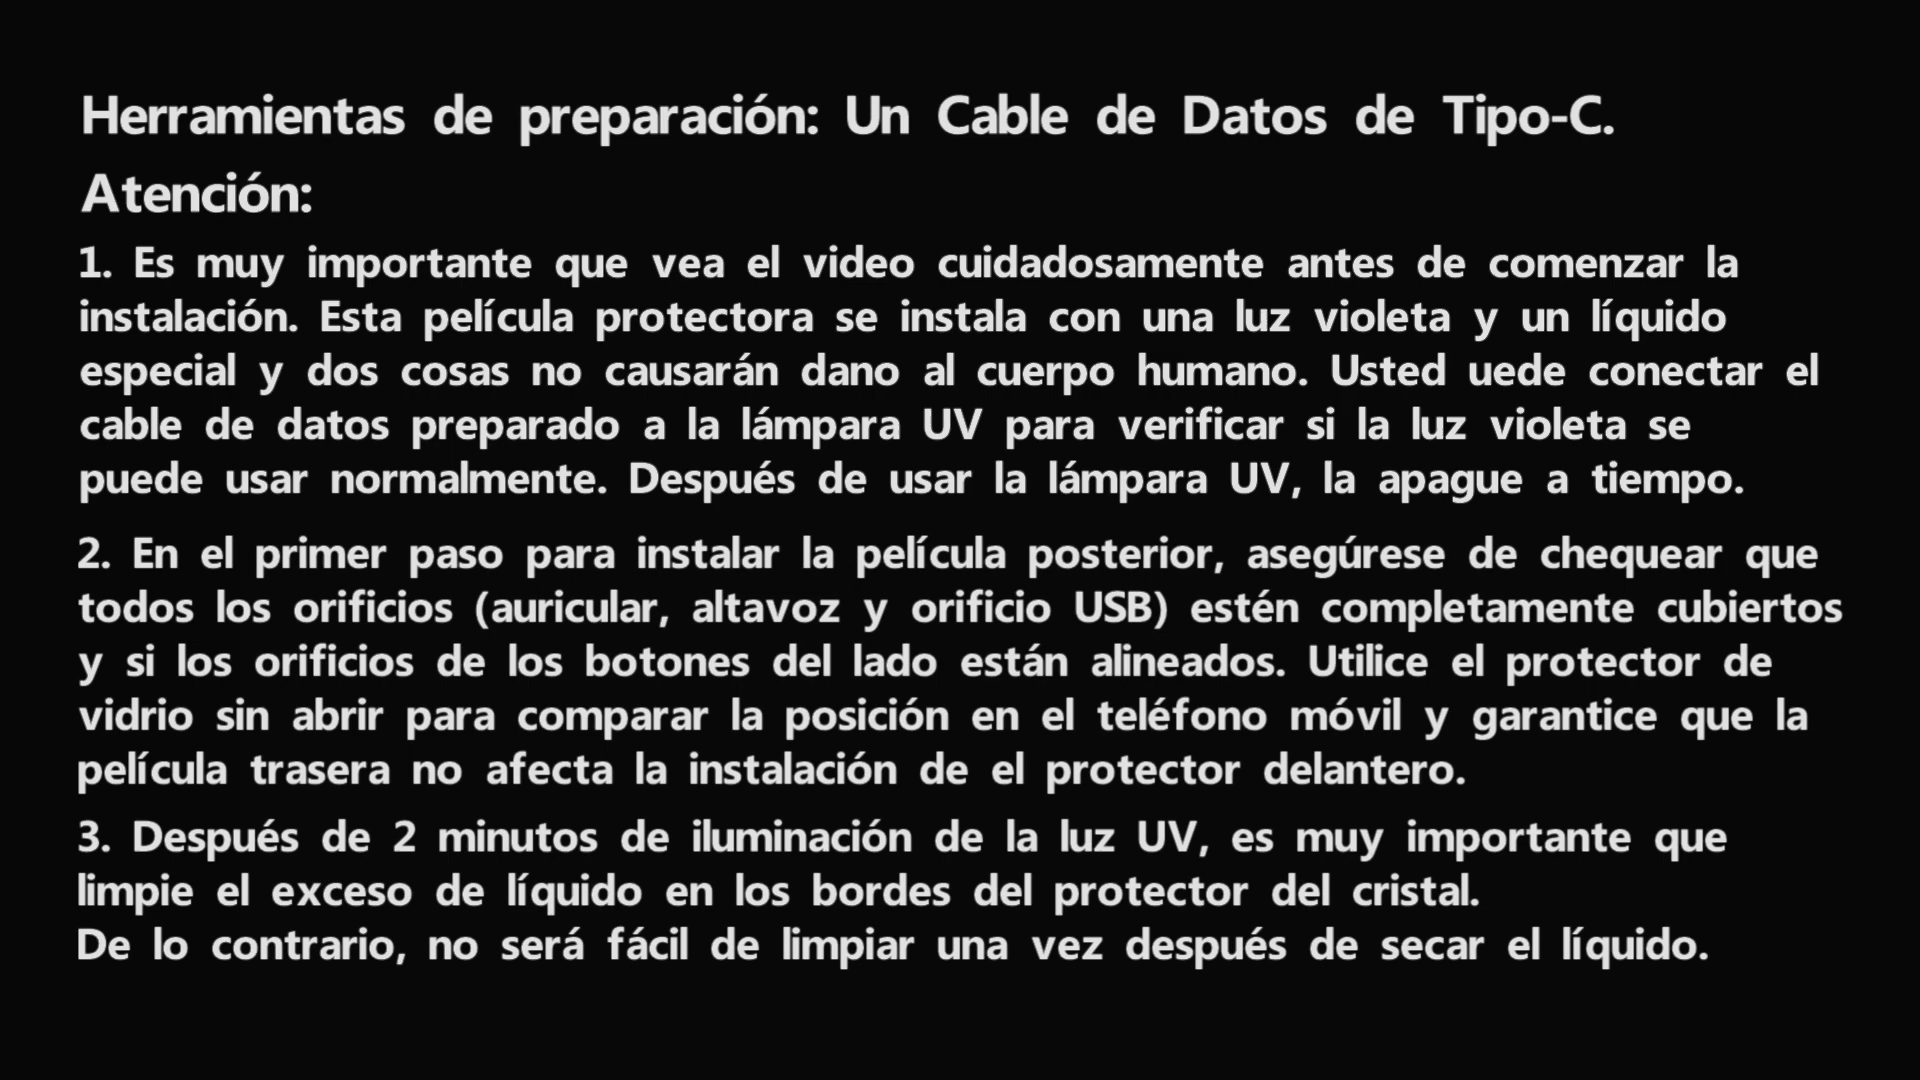 Herramientas de preparación: Un Cable de Datos de Tipo-C.
Atención:
1. Es muy importante que vea el video cuidadosamente antes de comenzar la
instalación. Esta película protectora se instala con una luz violeta y un líquido
especial y dos cosas no causarán dano al cuerpo humano. Usted uede conectar el
cable de datos preparado a la lámpara UV para verificar si la luz violeta se
puede usar normalmente. Después de usar la lámpara UV, la apague a tiempo.
2. En el primer paso para instalar la película posterior, asegúrese de chequear que
todos los orificios (auricular, altavoz y orificio USB) estén completamente cubiertos
y si los orificios de los botones del lado están alineados. Utilice el protector de
vidrio sin abrir para comparar la posición en el teléfono móvil y garantice que la
película trasera no afecta la instalación de el protector delantero.
3. Después de 2 minutos de iluminación de la luz UV, es muy importante que
limpie el exceso de líquido en los bordes del protector del cristal.
De lo contrario, no será fácil de limpiar una vez después de secar el líquido.